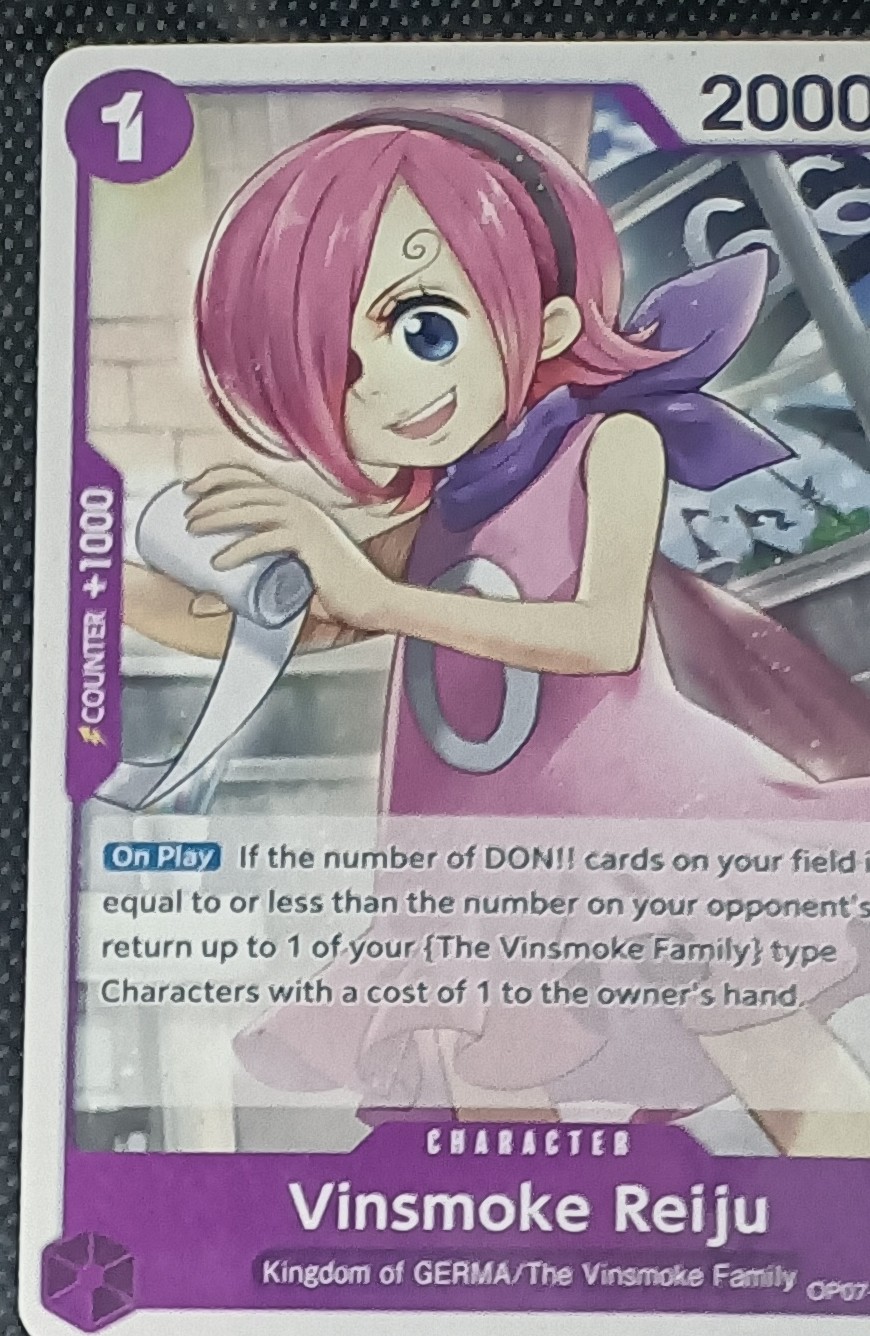 1
2000
COUNTER +1000
On Play If the number of DON!! cards on your field i
equal to or less than the number on your opponent's
return up to 1 of your {The Vinsmoke Family} type
Characters with a cost of 1 to the owner's hand.
CHARACTER
Vinsmoke Reiju
Kingdom of GERMA/The Vinsmoke Family
OP07-